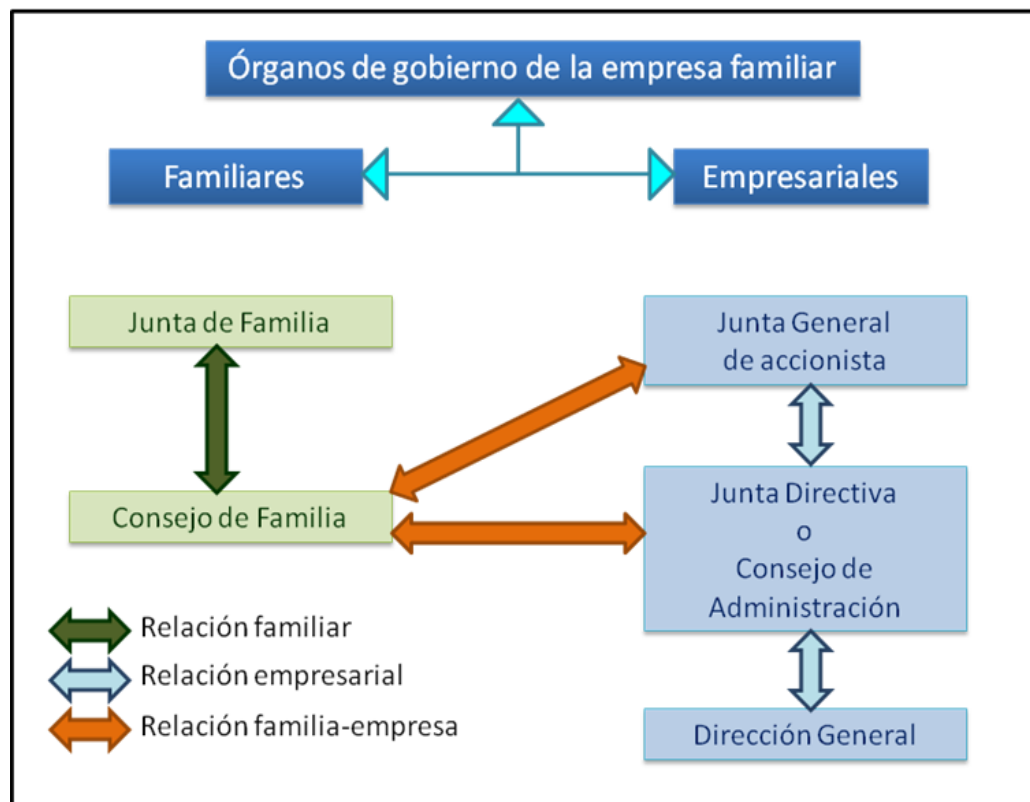 Órganos de gobierno de la empresa familiar
Familiares
Empresariales
Junta de Familia
Consejo de Familia
Junta General
de accionista
Junta Directiva
o
Consejo de
Administración
Dirección General
Relación familiar
Relación empresarial
Relación familia-empresa